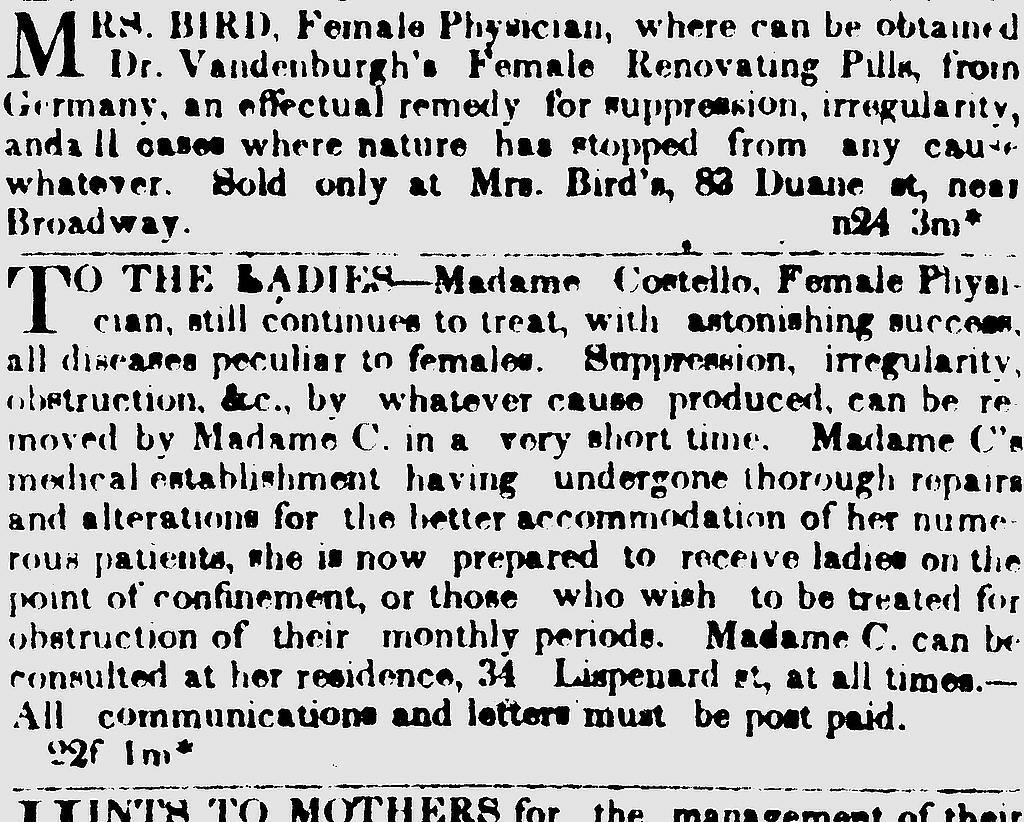 MRS. BIRD, Female Physician, where can be obtained
Dr. Vandenburgh's Female Renovating Pills, from
Germany, an effectual remedy for suppression, irregularity,
anda ll cases where nature has stopped from any cause
whatever. Sold only at Mrs. Bird's, 83 Duane st, near
Broadway. n24 3m*
TO THE LADIES—Madame Costello, Female Physi-
cian, still continues to treat, with astonishing success,
all diseases peculiar to females. Suppression, irregularity,
obstruction, &c., by whatever cause produced, can be re-
moved by Madame C. in a very short time. Madame C's
medical establishment having undergone thorough repairs
and alterations for the better accommodation of her nume-
rous patients, she is now prepared to receive ladies on the
point of confinement, or those who wish to be treated for
obstruction of their monthly periods. Madame C. can be
consulted at her residence, 34 Lispenard st, at all times.—
All communications and letters must be post paid.
22f 1m*
HINTS TO MOTHERS for the management of their